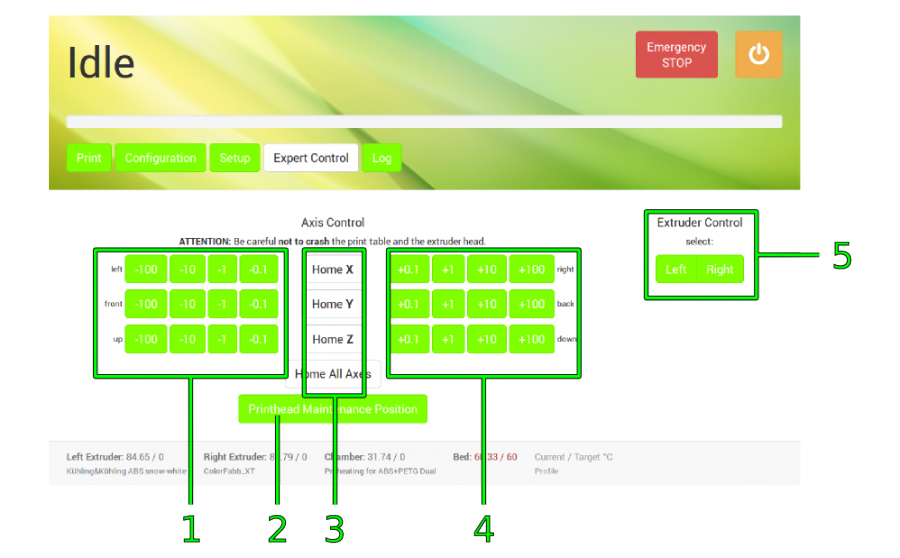 Idle
Emergency
STOP
Print Configuration Setup Expert Control Log
Axis Control
ATTENTION: Be careful not to crash the print table and the extruder head.
left -100 -10 -1 -0.1 Home X +0.1 +1 +10 +100 right
front -100 -10 -1 -0.1 Home Y +0.1 +1 +10 +100 back
up -100 -10 -1 -0.1 Home Z +0.1 +1 +10 +100 down
Home All Axes
Printhead Maintenance Position
Extruder Control
select:
Left Right
5
Left Extruder: 84.65 / 0
Kühling&Kühling ABS snow-white
Right Extruder: .79 / 0
ColorFabb_XT
Chamber: 31.74 / 0
Preheating for ABS+PETG Dual
Bed: .33 / 60
Current / Target °C
Profile
1 2 3 4